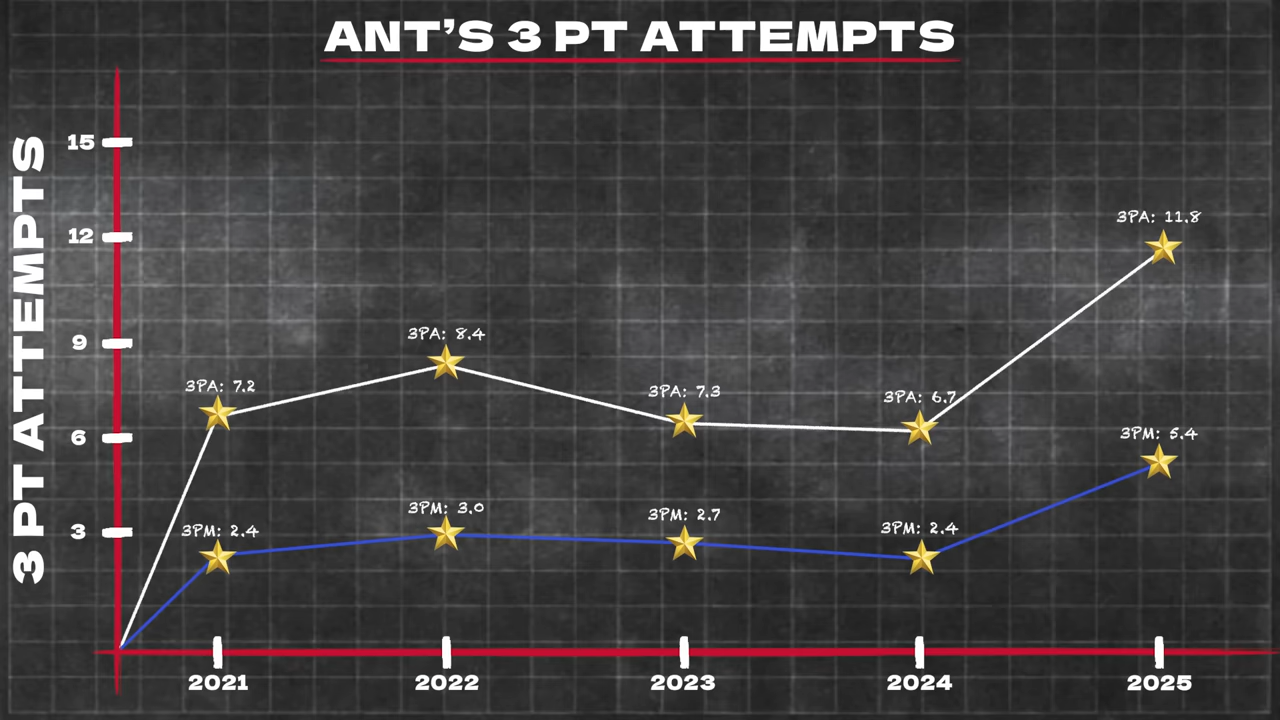 ANT'S 3 PT ATTEMPTS
3 PT ATTEMPTS
15
12
9
6
3
3PA: 7.2
3PA: 8.4
3PA: 7.3
3PA: 6.7
3PA: 11.8
3PM: 2.4
3PM: 3.0
3PM: 2.7
3PM: 2.4
3PM: 5.4
2021
2022
2023
2024
2025